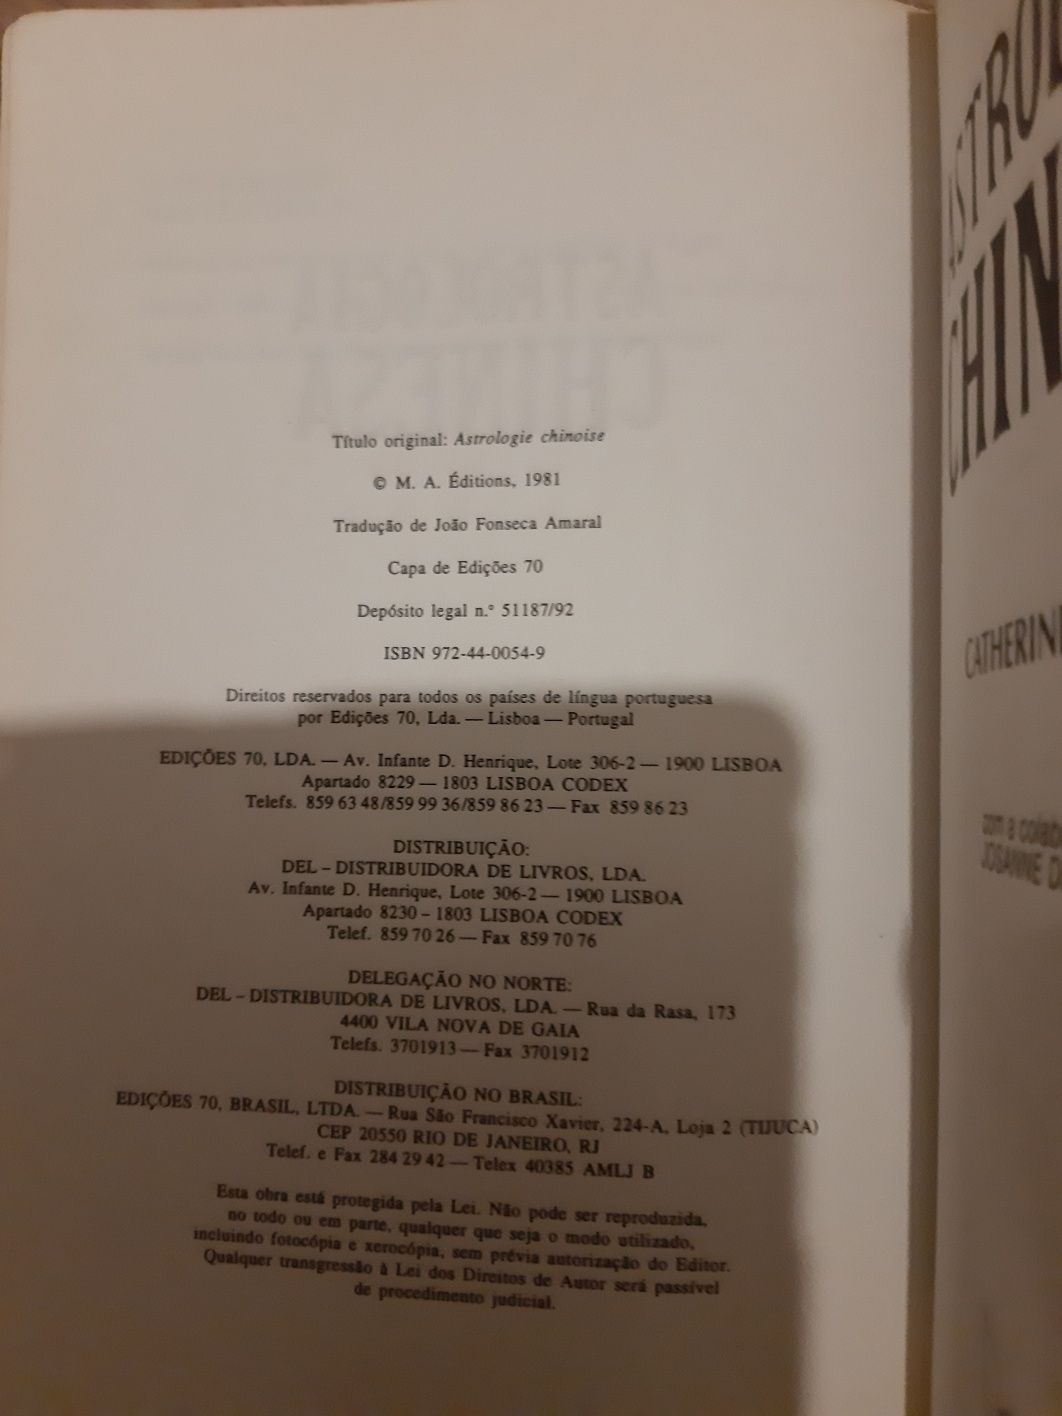 Título original: Astrologie chinoise
© M. A. Éditions, 1981
Tradução de João Fonseca Amaral
Capa de Edições 70
Depósito legal n.º 51187/92
ISBN 972-44-0054-9
Direitos reservados para todos os países de língua portuguesa
por Edições 70, Lda. — Lisboa — Portugal
EDIÇÕES 70, LDA. — Av. Infante D. Henrique, Lote 306-2 — 1900 LISBOA
Apartado 8229 — 1803 LISBOA CODEX
Telefs. 859 63 48/859 99 36/859 86 23 — Fax 859 86 23
DISTRIBUIÇÃO:
DEL – DISTRIBUIDORA DE LIVROS, LDA.
Av. Infante D. Henrique, Lote 306-2 — 1900 LISBOA
Apartado 8230 – 1803 LISBOA CODEX
Telef. 859 70 26 — Fax 859 70 76
DELEGAÇÃO NO NORTE:
DEL – DISTRIBUIDORA DE LIVROS, LDA. — Rua da Rasa, 173
4400 VILA NOVA DE GAIA
Telefs. 3701913 — Fax 3701912
DISTRIBUIÇÃO NO BRASIL:
EDIÇÕES 70, BRASIL, LTDA. — Rua São Francisco Xavier, 224-A, Loja 2 (TIJUCA)
CEP 20550 RIO DE JANEIRO, RJ
Telef. e Fax 284 29 42 — Telex 40385 AMLJ B
Esta obra está protegida pela Lei. Não pode ser reproduzida,
no todo ou em parte, qualquer que seja o modo utilizado,
incluindo fotocópia e xerocópia, sem prévia autorização do Editor.
Qualquer transgressão à Lei dos Direitos de Autor será passível
de procedimento judicial.
ASTROL
CHIN
CATHERIN
com a colab
JOSANNE D